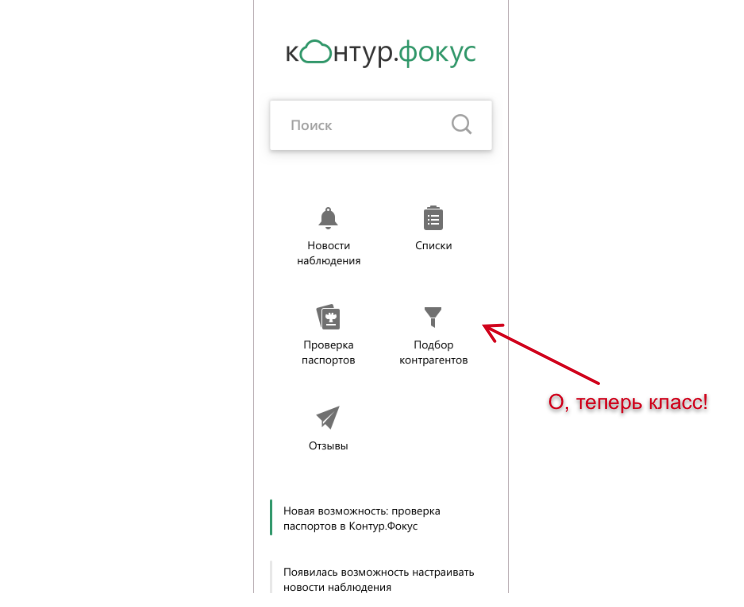 контур.фокус
Поиск
Новости
наблюдения
Списки
Проверка
паспортов
Подбор
контрагентов
О, теперь класс!
Отзывы
Новая возможность: проверка
паспортов в Контур.Фокус
Появилась возможность настраивать
новости наблюдения